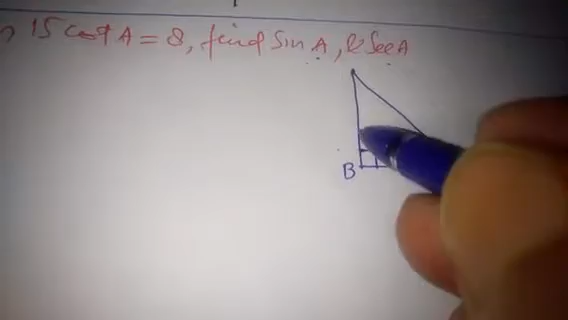 15 cot A = 8, find Sin A, & Sec A
B